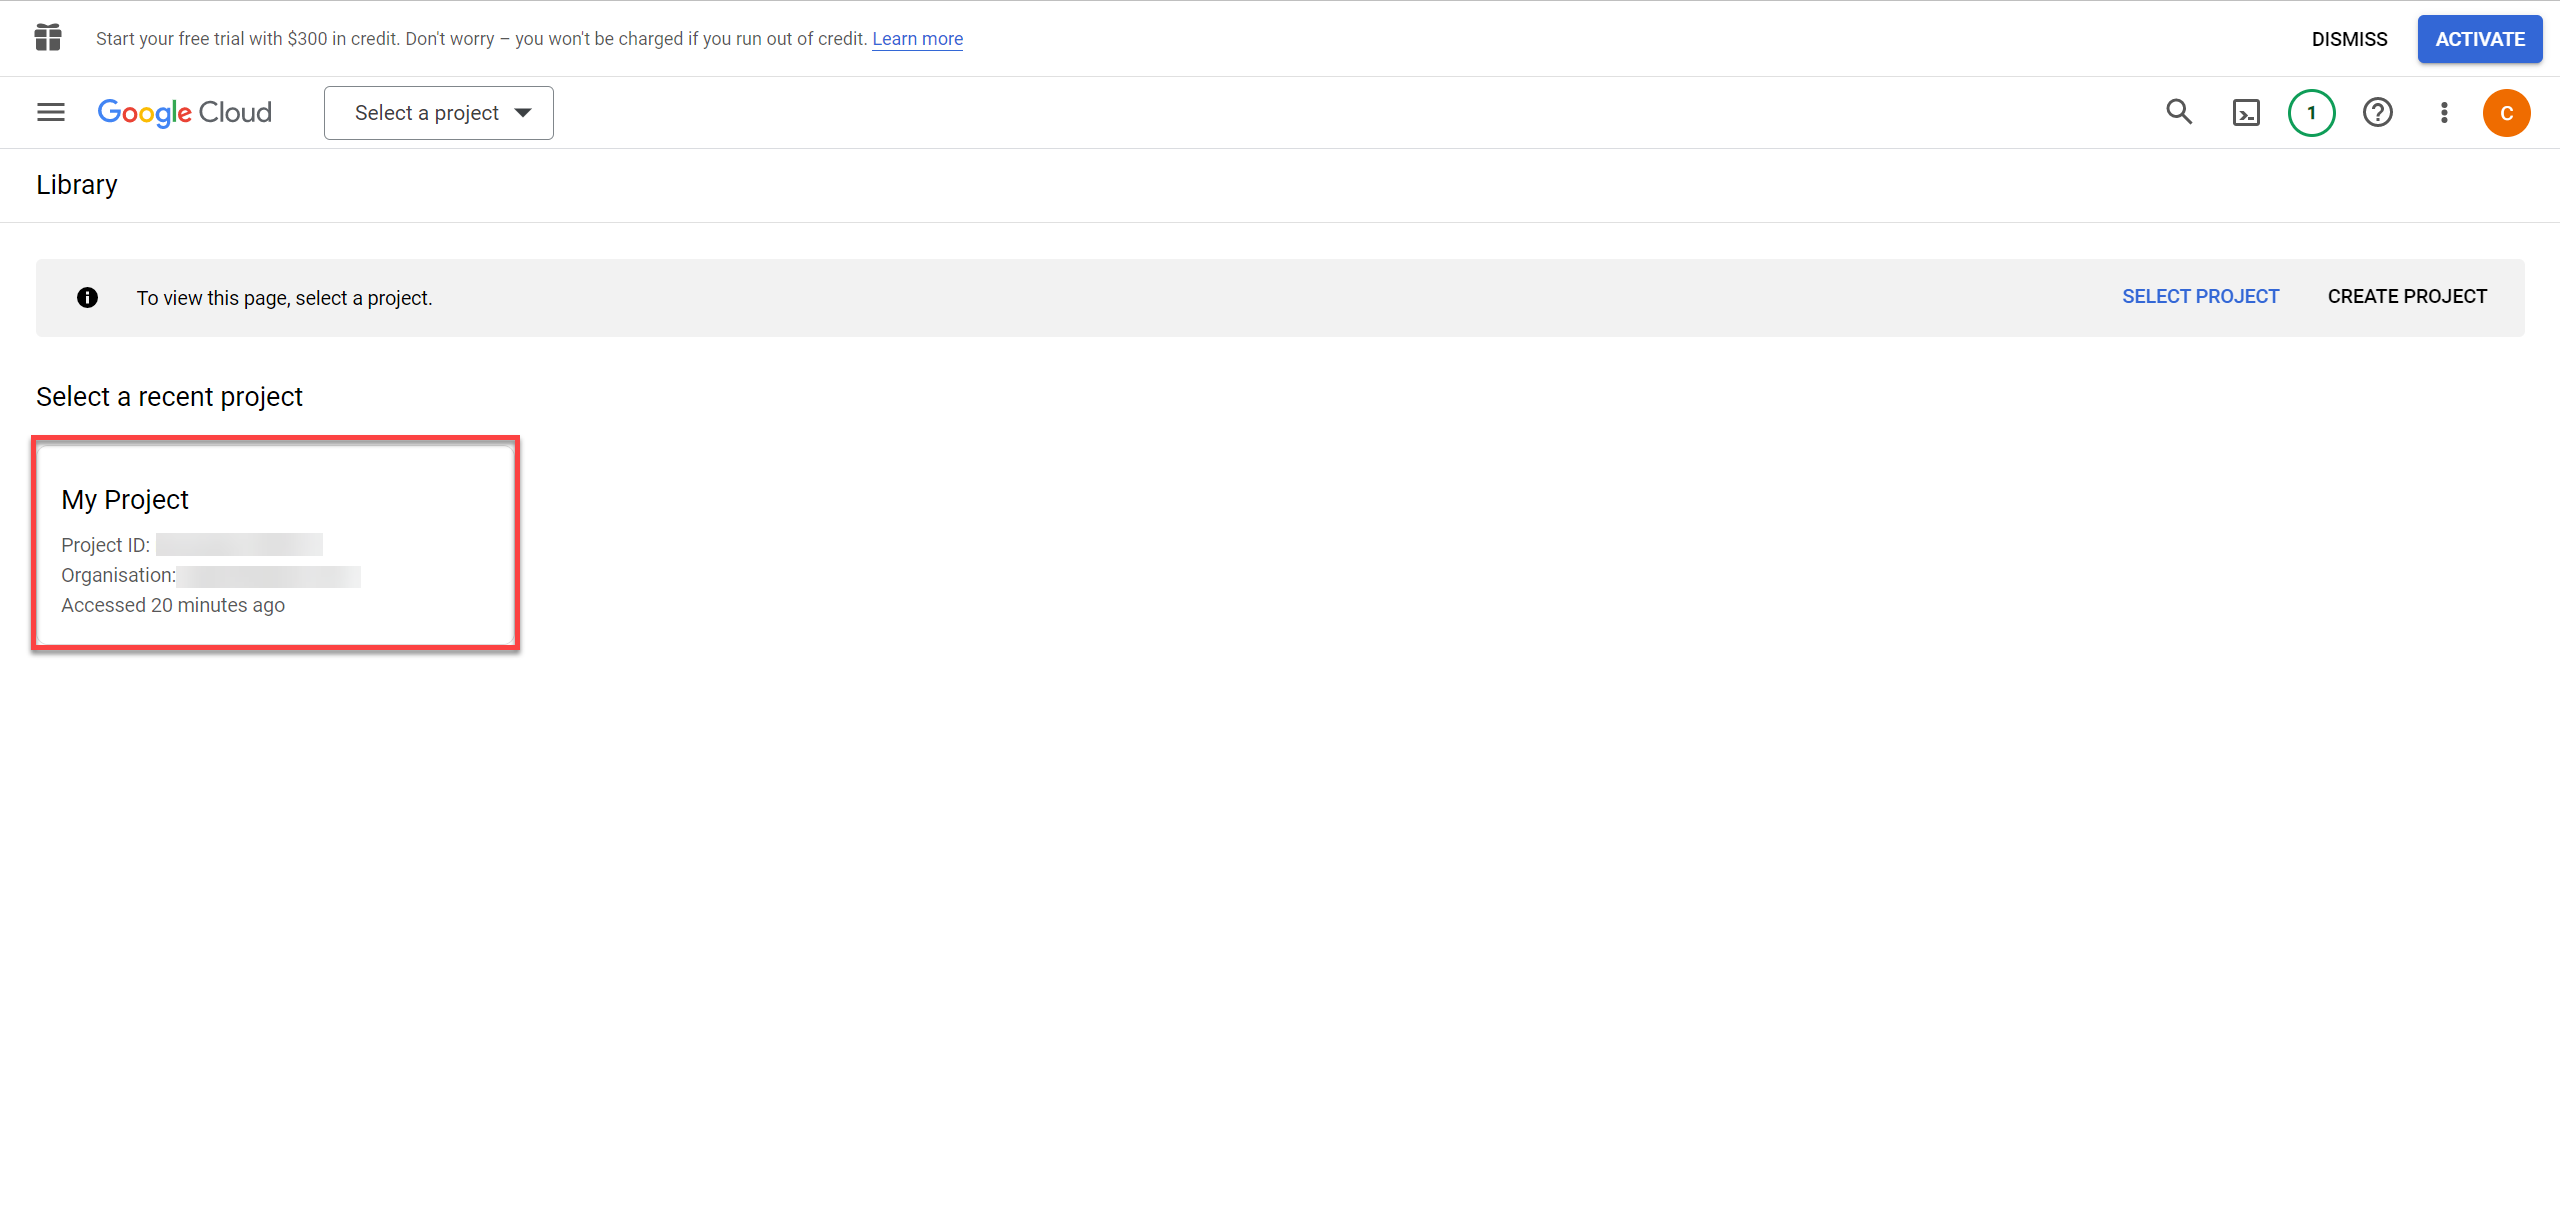 Start your free trial with $300 in credit. Don't worry – you won't be charged if you run out of credit. Learn more
DISMISS
ACTIVATE
Google Cloud
Select a project
1
C
Library
To view this page, select a project.
SELECT PROJECT
CREATE PROJECT
Select a recent project
My Project
Project ID:
Organisation:
Accessed 20 minutes ago